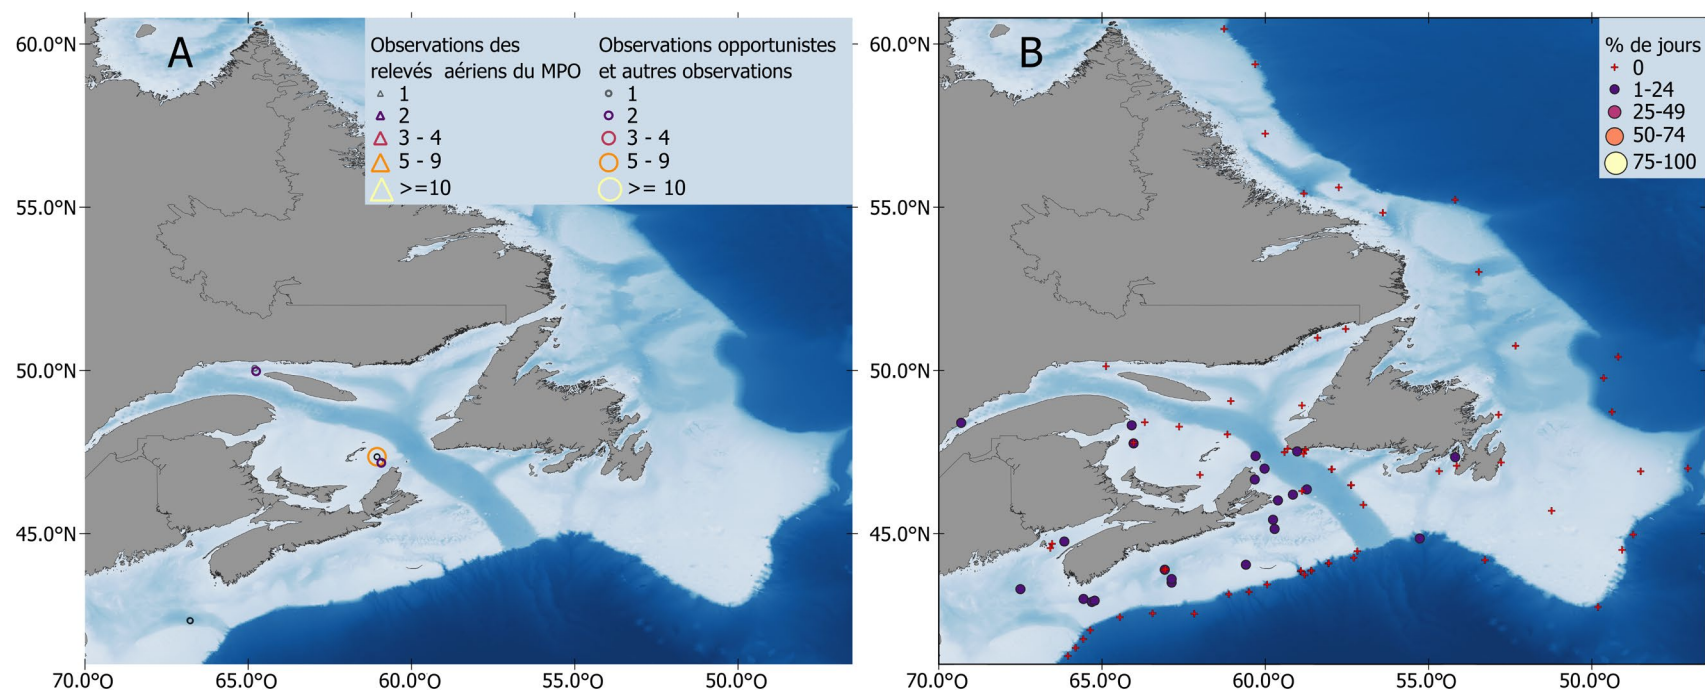 A
Observations des
relevés aériens du MPO
1
2
3 - 4
5 - 9
>=10
Observations opportunistes
et autres observations
1
2
3 - 4
5 - 9
>= 10
60.0°N
55.0°N
50.0°N
45.0°N
70.0°O
65.0°O
60.0°O
55.0°O
50.0°O
B
% de jours
0
1-24
25-49
50-74
75-100
60.0°N
55.0°N
50.0°N
45.0°N
70.0°O
65.0°O
60.0°O
55.0°O
50.0°O